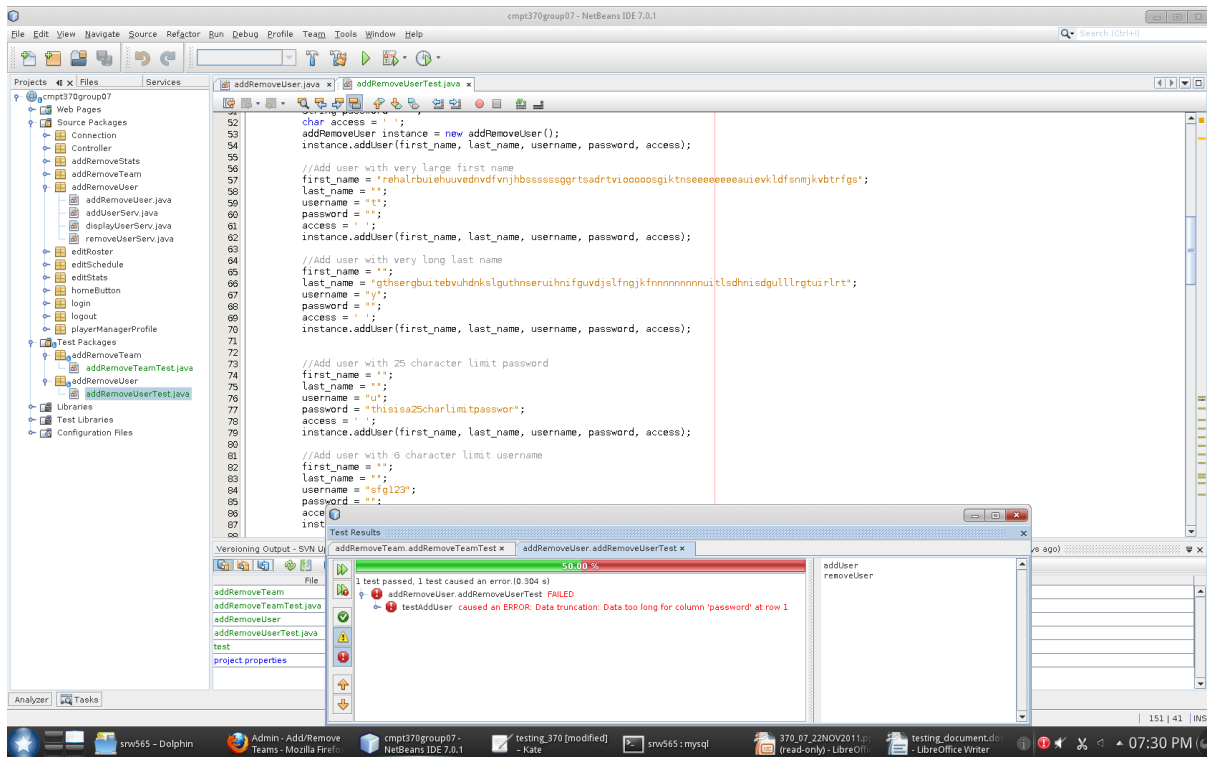 cmpt370group07 - NetBeans IDE 7.0.1
File Edit View Navigate Source Refactor Run Debug Profile Team Tools Window Help
Search (Ctrl+I)
Projects Files Services
cmpt370group07
Web Pages
Source Packages
Connection
Controller
addRemoveStats
addRemoveTeam
addRemoveUser
addRemoveUser.java
addUserServ.java
displayUserServ.java
removeUserServ.java
editRoster
editSchedule
editStats
homeButton
login
logout
playerManagerProfile
Test Packages
addRemoveTeam
addRemoveTeamTest.java
addRemoveUser
addRemoveUserTest.java
Libraries
Test Libraries
Configuration Files
addRemoveUser.java addRemoveUserTest.java
52 char access = ' ';
53 addRemoveUser instance = new addRemoveUser();
54 instance.addUser(first_name, last_name, username, password, access);
55
56 //Add user with very large first name
57 first_name = "rehalrbuiehuuvednvdfvnjhbssssssggrtsadrtviooooosgiktnseeeeeeeeauievkldfsnmjkvbtrfgs";
58 last_name = "";
59 username = "t";
60 password = "";
61 access = ' ';
62 instance.addUser(first_name, last_name, username, password, access);
63
64 //Add user with very long last name
65 first_name = "";
66 last_name = "gthsergbuitebvuhdnkslguthnseruihnifguvdjslfngjkfnnnnnnnnnuitlsdhnisdgulllrgtuirlrt";
67 username = "y";
68 password = "";
69 access = ' ';
70 instance.addUser(first_name, last_name, username, password, access);
71
72
73 //Add user with 25 character limit password
74 first_name = "";
75 last_name = "";
76 username = "u";
77 password = "thisisa25charlimitpasswor";
78 access = ' ';
79 instance.addUser(first_name, last_name, username, password, access);
80
81 //Add user with 6 character limit username
82 first_name = "";
83 last_name = "";
84 username = "sfg123";
85 password = "";
86 acce
87 inst
88
Versioning Output - SVN U
File
addRemoveTeam
addRemoveTeamTest.java
addRemoveUser
addRemoveUserTest.java
test
project.properties
Test Results
addRemoveTeam.addRemoveTeamTest addRemoveUser.addRemoveUserTest
50.00 %
1 test passed, 1 test caused an error.(0.304 s)
addRemoveUser.addRemoveUserTest FAILED
testAddUser caused an ERROR: Data truncation: Data too long for column 'password' at row 1
addUser
removeUser
ys ago)
Analyzer Tasks
151 | 41 INS
srw565 – Dolphin
Admin - Add/Remove Teams - Mozilla Firefo
cmpt370group07 - NetBeans IDE 7.0.1
testing_370 [modified] – Kate
srw565 : mysql
370_07_22NOV2011.p (read-only) - LibreOffi
testing_document.do - LibreOffice Writer
07:30 PM